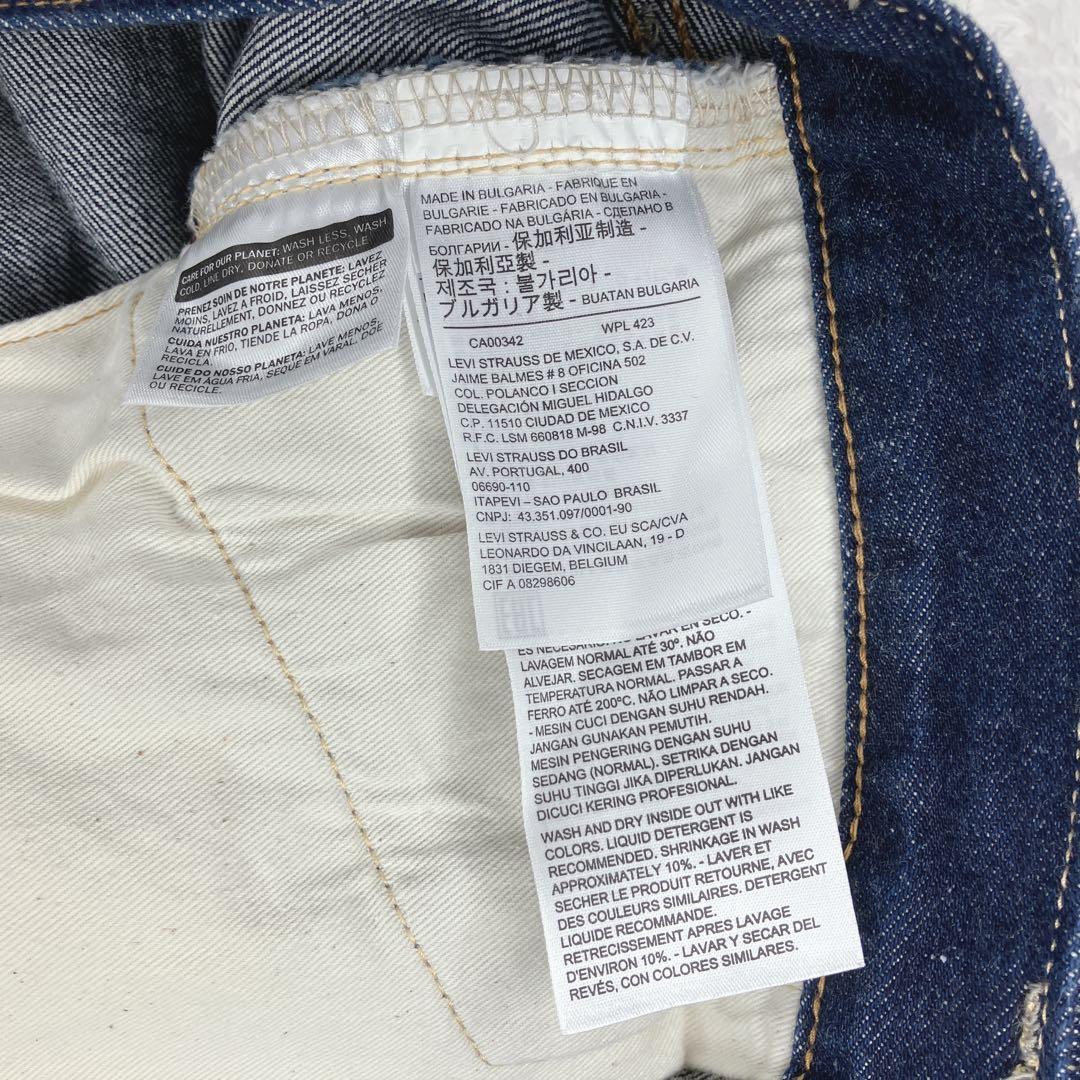 CARE FOR OUR PLANET: WASH LESS, WASH
COLD, LINE DRY, DONATE OR RECYCLE
PRENEZ SOIN DE NOTRE PLANETE: LAVEZ
MOINS, LAVEZ A FROID, LAISSEZ SECHER
NATURELLEMENT, DONNEZ OU RECYCLEZ
CUIDA NUESTRO PLANETA: LAVA MENOS,
LAVA EN FRIO, TIENDE LA ROPA, DONA O
RECICLA.
CUIDE DO NOSSO PLANETA: LAVE MENOS,
LAVE EM AGUA FRIA, SEQUE EM VARAL. DOE
OU RECICLE.
MADE IN BULGARIA - FABRIQUE EN
BULGARIE - FABRICADO EN BULGARIA -
FABRICADO NA BULGÁRIA - СДЕЛАНО В
БОЛГАРИИ - 保加利亚制造 -
保加利亞製 -
제조국 : 불가리아 -
ブルガリア製 - BUATAN BULGARIA
CA00342 WPL 423
LEVI STRAUSS DE MEXICO, S.A. DE C.V.
JAIME BALMES # 8 OFICINA 502
COL. POLANCO I SECCION
DELEGACIÓN MIGUEL HIDALGO
C.P. 11510 CIUDAD DE MEXICO
R.F.C. LSM 660818 M-98 C.N.I.V. 3337
LEVI STRAUSS DO BRASIL
AV. PORTUGAL, 400
06690-110
ITAPEVI – SAO PAULO BRASIL
CNPJ: 43.351.097/0001-90
LEVI STRAUSS & CO. EU SCA/CVA
LEONARDO DA VINCILAAN, 19 - D
1831 DIEGEM, BELGIUM
CIF A 08298606
ES NECESARIO. NO LAVAR EN SECO. -
LAVAGEM NORMAL ATÉ 30º. NÃO
ALVEJAR. SECAGEM EM TAMBOR EM
TEMPERATURA NORMAL. PASSAR A
FERRO ATÉ 200ºC. NÃO LIMPAR A SECO.
- MESIN CUCI DENGAN SUHU RENDAH.
JANGAN GUNAKAN PEMUTIH.
MESIN PENGERING DENGAN SUHU
SEDANG (NORMAL). SETRIKA DENGAN
SUHU TINGGI JIKA DIPERLUKAN. JANGAN
DICUCI KERING PROFESIONAL.
WASH AND DRY INSIDE OUT WITH LIKE
COLORS. LIQUID DETERGENT IS
RECOMMENDED. SHRINKAGE IN WASH
APPROXIMATELY 10%. - LAVER ET
SECHER LE PRODUIT RETOURNE, AVEC
DES COULEURS SIMILAIRES. DETERGENT
LIQUIDE RECOMMANDE.
RETRECISSEMENT APRES LAVAGE
D'ENVIRON 10%. - LAVAR Y SECAR DEL
REVÉS, CON COLORES SIMILARES.